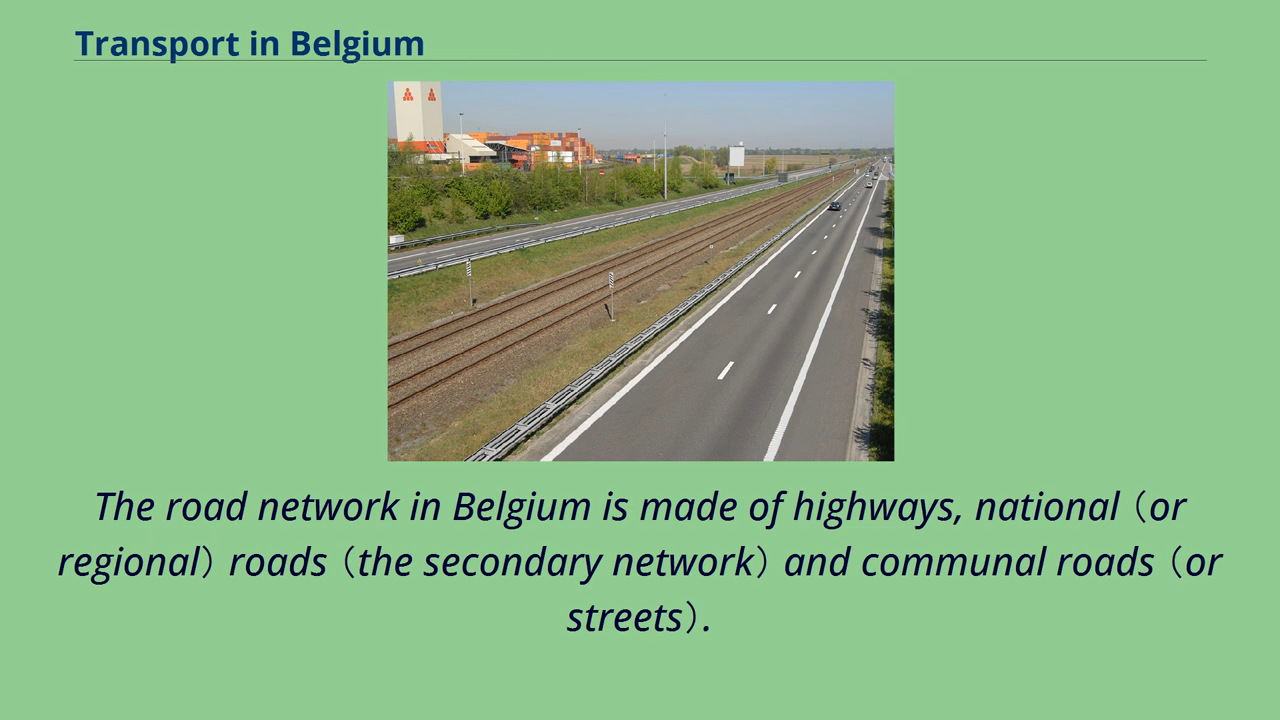 Transport in Belgium
The road network in Belgium is made of highways, national (or
regional) roads (the secondary network) and communal roads (or
streets).